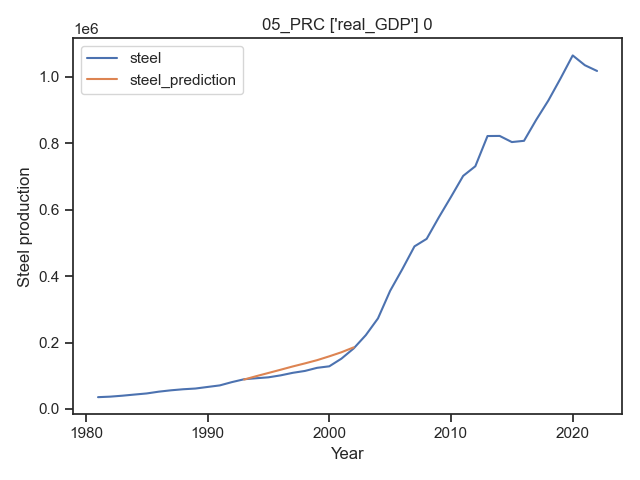 05_PRC ['real_GDP'] 0
1e6
steel
steel_prediction
Steel production
1.0
0.8
0.6
0.4
0.2
0.0
1980 1990 2000 2010 2020
Year